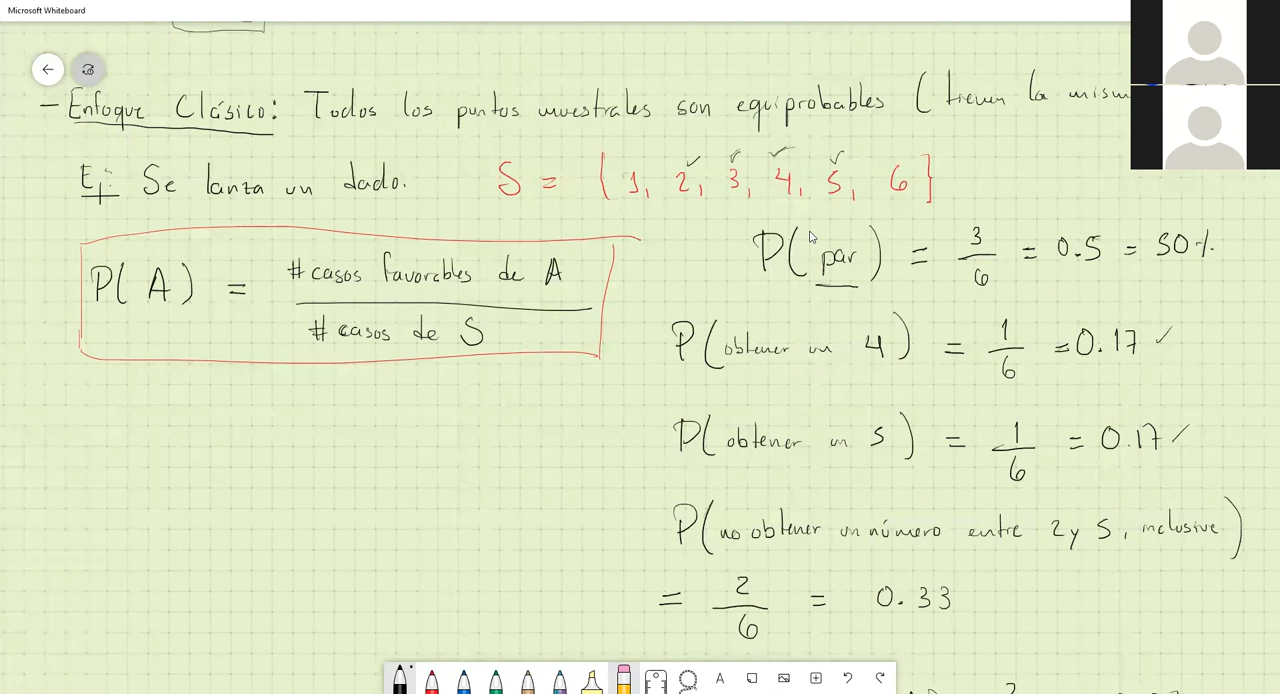 Microsoft Whiteboard
- Enfoque Clásico: Todos los puntos muestrales son equiprobables (tienen la mism
Ej: Se lanza un dado. S = {1, 2, 3, 4, 5, 6}
P(par) = 3/6 = 0.5 = 50%
P(A) = #casos favorables de A / #casos de S
P(obtener un 4) = 1/6 = 0.17 ✓
P(obtener un 5) = 1/6 = 0.17 ✓
P(no obtener un número entre 2 y 5, inclusive)
= 2/6 = 0.33